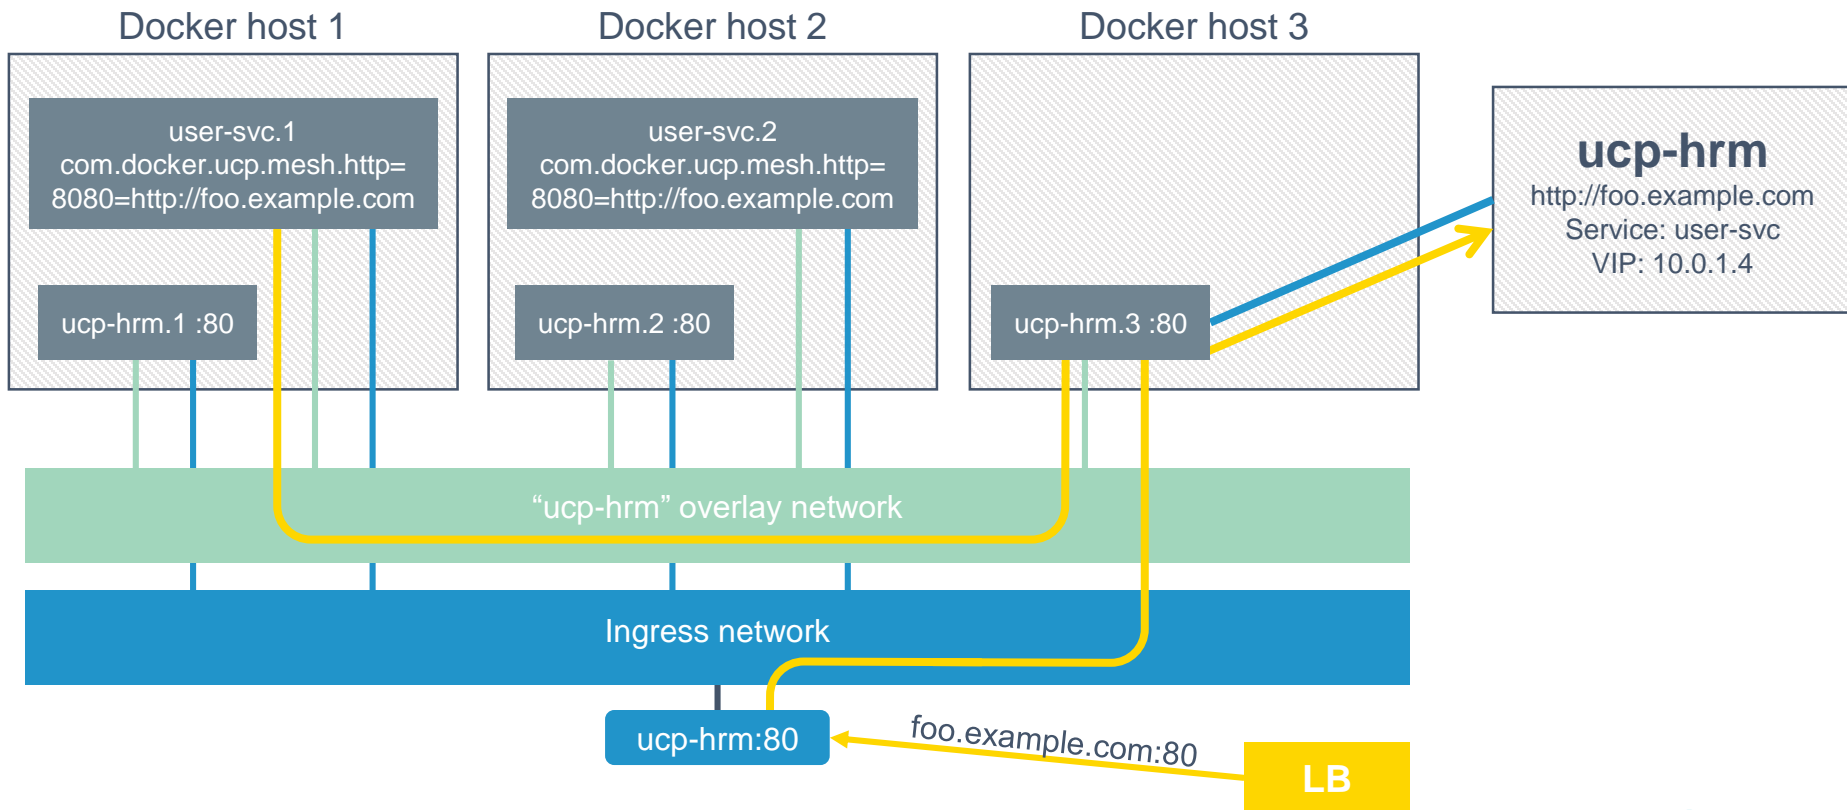 Docker host 1
Docker host 2
Docker host 3
user-svc.1
com.docker.ucp.mesh.http=
8080=http://foo.example.com
user-svc.2
com.docker.ucp.mesh.http=
8080=http://foo.example.com
ucp-hrm
http://foo.example.com
Service: user-svc
VIP: 10.0.1.4
ucp-hrm.1 :80
ucp-hrm.2 :80
ucp-hrm.3 :80
“ucp-hrm” overlay network
Ingress network
ucp-hrm:80
foo.example.com:80
LB